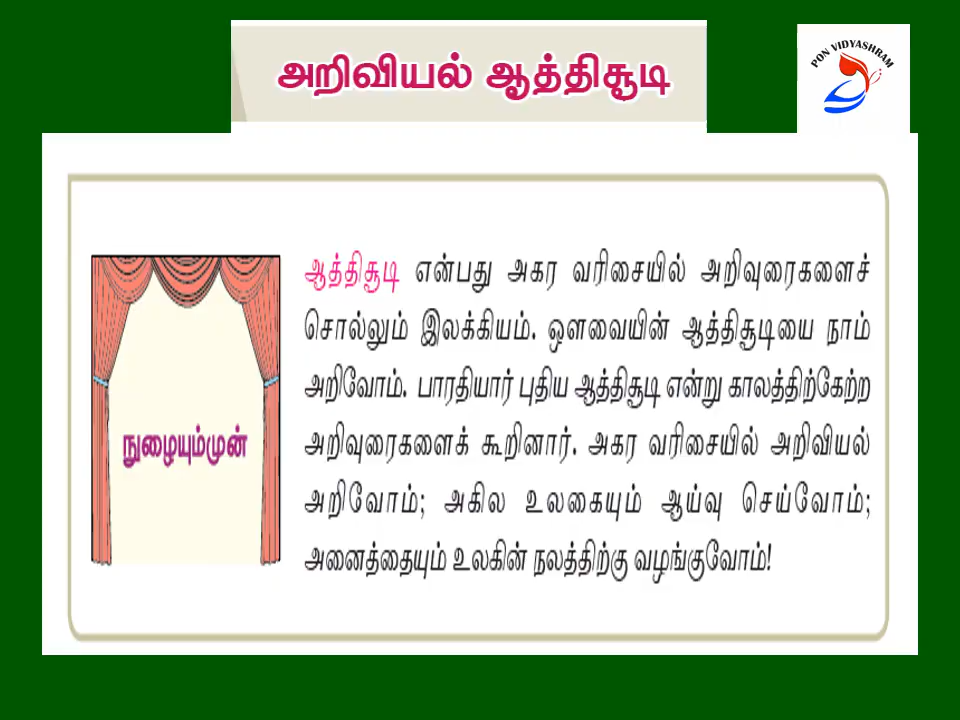 அறிவியல் ஆத்திசூடி
PON VIDYASHRAM
நுழையும்முன்
ஆத்திசூடி என்பது அகர வரிசையில் அறிவுரைகளைச்
சொல்லும் இலக்கியம். ஔவையின் ஆத்திசூடியை நாம்
அறிவோம். பாரதியார் புதிய ஆத்திசூடி என்று காலத்திற்கேற்ற
அறிவுரைகளைக் கூறினார். அகர வரிசையில் அறிவியல்
அறிவோம்; அகில உலகையும் ஆய்வு செய்வோம்;
அனைத்தையும் உலகின் நலத்திற்கு வழங்குவோம்!